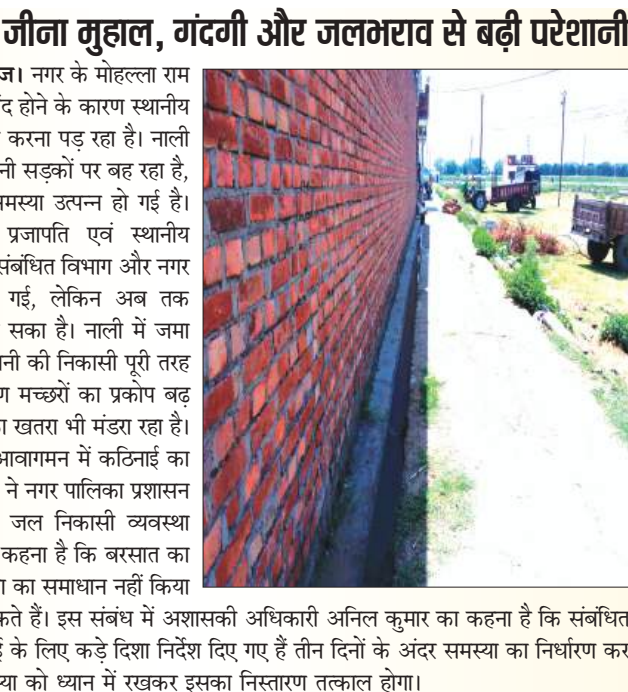 जीना मुहाल, गंदगी और जलभराव से बढ़ी परेशानी
ज। नगर के मोहल्ला राम
द होने के कारण स्थानीय
करना पड़ रहा है। नाली
नी सड़कों पर बह रहा है,
मस्या उत्पन्न हो गई है।
प्रजापति एवं स्थानीय
संबंधित विभाग और नगर
गई, लेकिन अब तक
सका है। नाली में जमा
नी की निकासी पूरी तरह
ण मच्छरों का प्रकोप बढ़
ा खतरा भी मंडरा रहा है।
आवागमन में कठिनाई का
ने नगर पालिका प्रशासन
जल निकासी व्यवस्था
कहना है कि बरसात का
ा का समाधान नहीं किया
कते हैं। इस संबंध में अशासकी अधिकारी अनिल कुमार का कहना है कि संबंधित
ई के लिए कड़े दिशा निर्देश दिए गए हैं तीन दिनों के अंदर समस्या का निर्धारण कर
या को ध्यान में रखकर इसका निस्तारण तत्काल होगा।